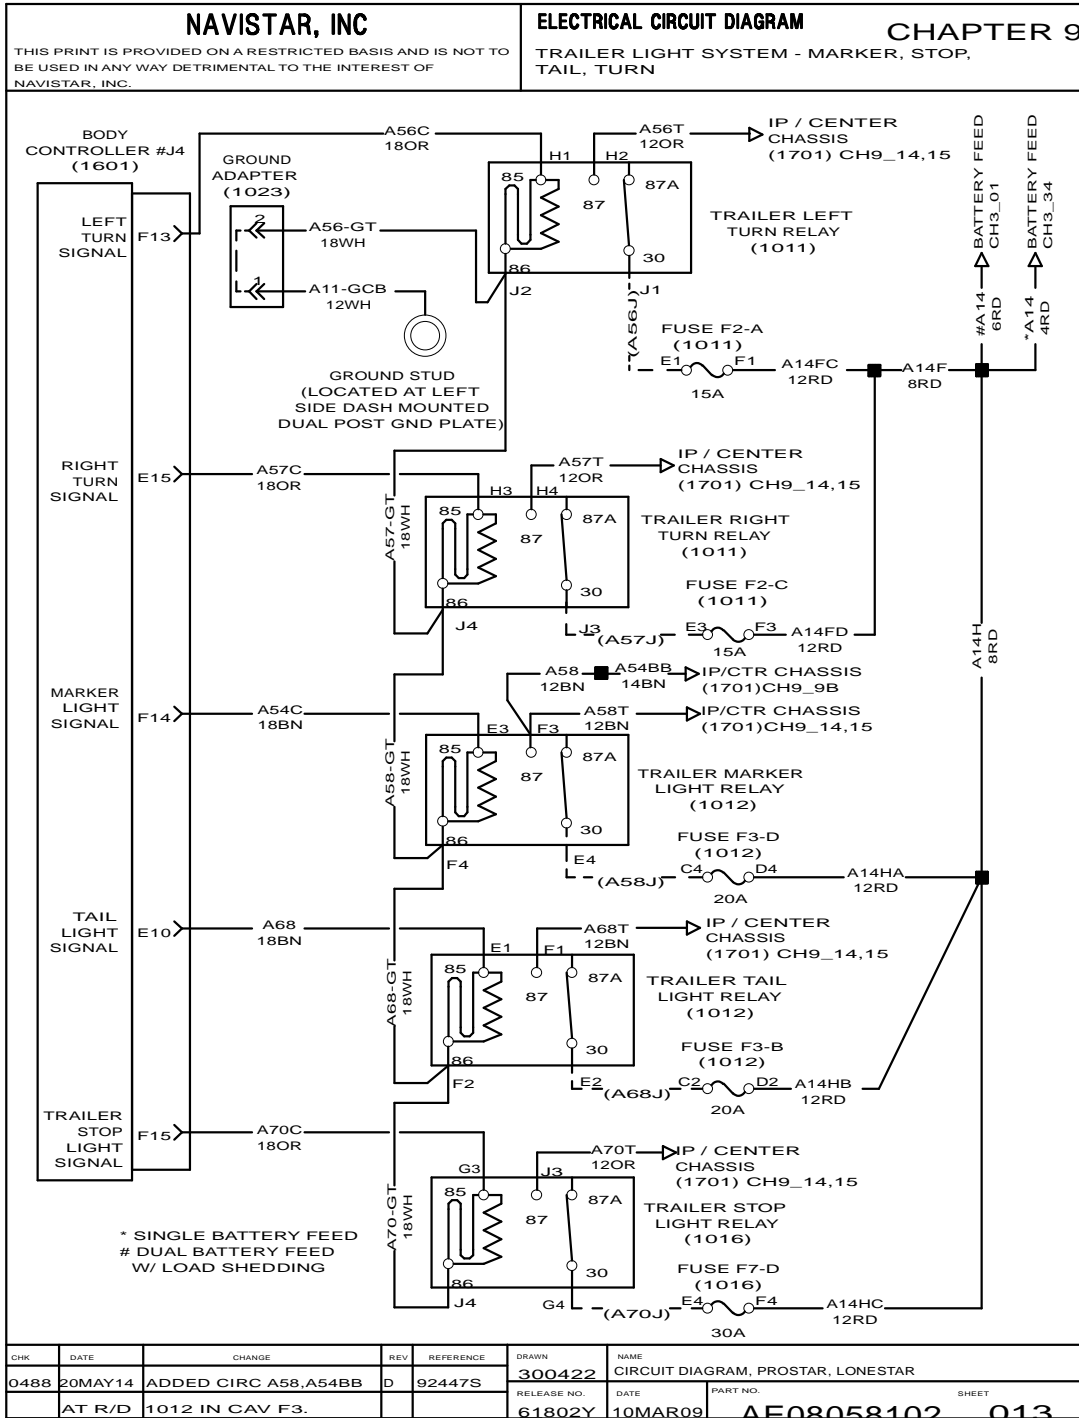 NAVISTAR, INC
THIS PRINT IS PROVIDED ON A RESTRICTED BASIS AND IS NOT TO
BE USED IN ANY WAY DETRIMENTAL TO THE INTEREST OF
NAVISTAR, INC.
ELECTRICAL CIRCUIT DIAGRAM
CHAPTER 9
TRAILER LIGHT SYSTEM - MARKER, STOP,
TAIL, TURN
BODY
CONTROLLER #J4
(1601)
GROUND
ADAPTER
(1023)
A56C
18OR
A56T
12OR
IP / CENTER
CHASSIS
(1701) CH9_14,15
H1
H2
85
87
87A
30
86
J2
J1
TRAILER LEFT
TURN RELAY
(1011)
LEFT
TURN
SIGNAL
F13
2
A56-GT
18WH
1
A11-GCB
12WH
GROUND STUD
(LOCATED AT LEFT
SIDE DASH MOUNTED
DUAL POST GND PLATE)
(A56J)
FUSE F2-A
(1011)
E1
F1
15A
A14FC
12RD
A14F
8RD
BATTERY FEED
CH3_01
BATTERY FEED
CH3_34
#A14
6RD
*A14
4RD
RIGHT
TURN
SIGNAL
E15
A57C
18OR
A57T
12OR
IP / CENTER
CHASSIS
(1701) CH9_14,15
A57-GT
18WH
H3
H4
85
87
87A
30
86
J4
J3
TRAILER RIGHT
TURN RELAY
(1011)
FUSE F2-C
(1011)
(A57J)
E3
F3
15A
A14FD
12RD
A14H
8RD
A58
12BN
A54BB
14BN
IP/CTR CHASSIS
(1701)CH9_9B
MARKER
LIGHT
SIGNAL
F14
A54C
18BN
A58T
12BN
IP/CTR CHASSIS
(1701)CH9_14,15
A58-GT
18WH
E3
F3
85
87
87A
30
86
F4
E4
TRAILER MARKER
LIGHT RELAY
(1012)
FUSE F3-D
(1012)
(A58J)
C4
D4
20A
A14HA
12RD
TAIL
LIGHT
SIGNAL
E10
A68
18BN
A68T
12BN
IP / CENTER
CHASSIS
(1701) CH9_14,15
A68-GT
18WH
E1
F1
85
87
87A
30
86
F2
E2
TRAILER TAIL
LIGHT RELAY
(1012)
FUSE F3-B
(1012)
(A68J)
C2
D2
20A
A14HB
12RD
TRAILER
STOP
LIGHT
SIGNAL
F15
A70C
18OR
A70T
12OR
IP / CENTER
CHASSIS
(1701) CH9_14,15
A70-GT
18WH
G3
J3
85
87
87A
30
86
J4
G4
TRAILER STOP
LIGHT RELAY
(1016)
FUSE F7-D
(1016)
(A70J)
E4
F4
30A
A14HC
12RD
* SINGLE BATTERY FEED
# DUAL BATTERY FEED
W/ LOAD SHEDDING
CHK DATE CHANGE REV REFERENCE
0488 20MAY14 ADDED CIRC A58,A54BB D 92447S
AT R/D 1012 IN CAV F3.
DRAWN
300422
NAME
CIRCUIT DIAGRAM, PROSTAR, LONESTAR
RELEASE NO.
61802Y
DATE
10MAR09
PART NO.
AE08058102
SHEET
013